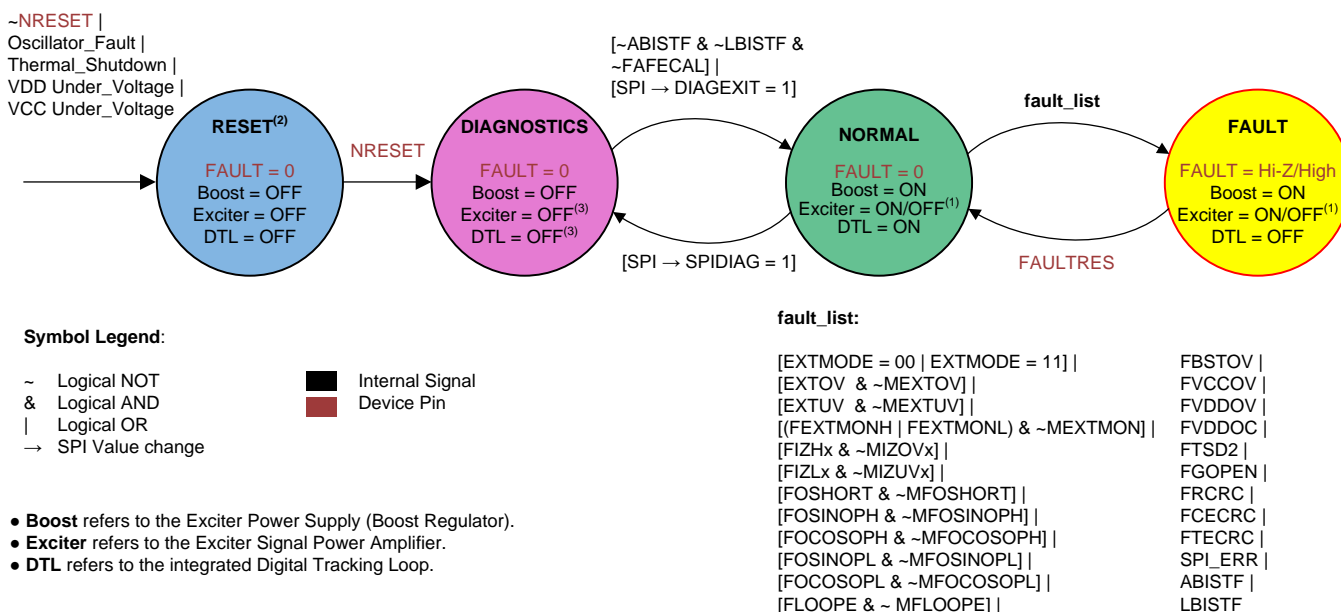 ~NRESET |
Oscillator_Fault |
Thermal_Shutdown |
VDD Under_Voltage |
VCC Under_Voltage
RESET(2)
FAULT = 0
Boost = OFF
Exciter = OFF
DTL = OFF
NRESET
DIAGNOSTICS
FAULT = 0
Boost = OFF
Exciter = OFF(3)
DTL = OFF(3)
[~ABISTF & ~LBISTF &
~FAFECAL] |
[SPI → DIAGEXIT = 1]
[SPI → SPIDIAG = 1]
NORMAL
FAULT = 0
Boost = ON
Exciter = ON/OFF(1)
DTL = ON
fault_list
FAULTRES
FAULT
FAULT = Hi-Z/High
Boost = ON
Exciter = ON/OFF(1)
DTL = OFF
Symbol Legend:
~ Logical NOT
& Logical AND
| Logical OR
→ SPI Value change
Internal Signal
Device Pin
● Boost refers to the Exciter Power Supply (Boost Regulator).
● Exciter refers to the Exciter Signal Power Amplifier.
● DTL refers to the integrated Digital Tracking Loop.
fault_list:
[EXTMODE = 00 | EXTMODE = 11] |
[EXTOV & ~MEXTOV] |
[EXTUV & ~MEXTUV] |
[(FEXTMONH | FEXTMONL) & ~MEXTMON] |
[FIZHx & ~MIZOVx] |
[FIZLx & ~MIZUVx] |
[FOSHORT & ~MFOSHORT] |
[FOSINOPH & ~MFOSINOPH] |
[FOCOSOPH & ~MFOCOSOPH] |
[FOSINOPL & ~MFOSINOPL] |
[FOCOSOPL & ~MFOCOSOPL] |
[FLOOPE & ~ MFLOOPE] |
FBSTOV |
FVCCOV |
FVDDOV |
FVDDOC |
FTSD2 |
FGOPEN |
FRCRC |
FCECRC |
FTECRC |
SPI_ERR |
ABISTF |
LBISTF